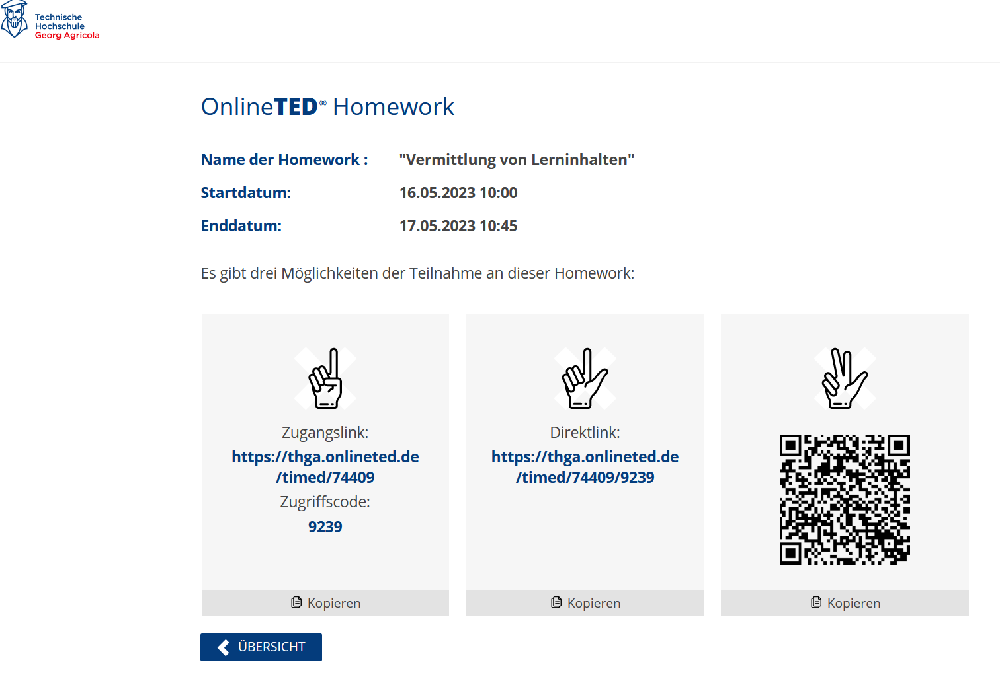 Technische
Hochschule
Georg Agricola
OnlineTED® Homework
Name der Homework : "Vermittlung von Lerninhalten"
Startdatum: 16.05.2023 10:00
Enddatum: 17.05.2023 10:45
Es gibt drei Möglichkeiten der Teilnahme an dieser Homework:
Zugangslink:
https://thga.onlineted.de
/timed/74409
Zugriffscode:
9239
Kopieren
Direktlink:
https://thga.onlineted.de
/timed/74409/9239
Kopieren
Kopieren
ÜBERSICHT